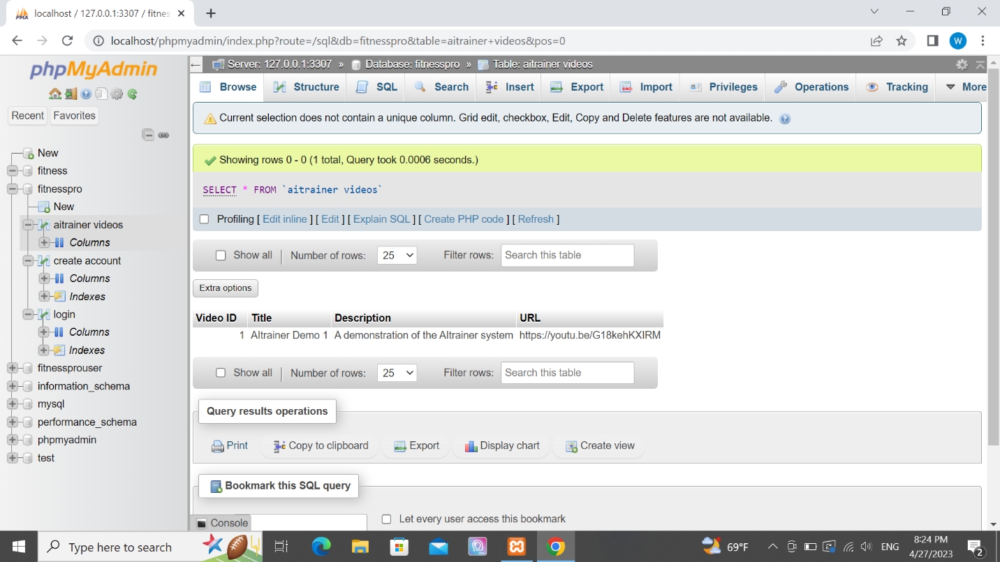 localhost / 127.0.0.1:3307 / fitnes
localhost/phpmyadmin/index.php?route=/sql&db=fitnesspro&table=aitrainer+videos&pos=0
W
phpMyAdmin
Recent Favorites
New
fitness
fitnesspro
New
aitrainer videos
Columns
create account
Columns
Indexes
login
Columns
Indexes
fitnessprouser
information_schema
mysql
performance_schema
phpmyadmin
test
Server: 127.0.0.1:3307 » Database: fitnesspro » Table: aitrainer videos
Browse Structure SQL Search Insert Export Import Privileges Operations Tracking More
Current selection does not contain a unique column. Grid edit, checkbox, Edit, Copy and Delete features are not available.
Showing rows 0 - 0 (1 total, Query took 0.0006 seconds.)
SELECT * FROM `aitrainer videos`
Profiling [ Edit inline ] [ Edit ] [ Explain SQL ] [ Create PHP code ] [ Refresh ]
Show all Number of rows: 25 Filter rows: Search this table
Extra options
Video ID Title Description URL
1 AItrainer Demo 1 A demonstration of the AItrainer system https://youtu.be/G18kehKXIRM
Show all Number of rows: 25 Filter rows: Search this table
Query results operations
Print Copy to clipboard Export Display chart Create view
Bookmark this SQL query
Console
Let every user access this bookmark
Type here to search
69°F
ENG
8:24 PM
4/27/2023
2